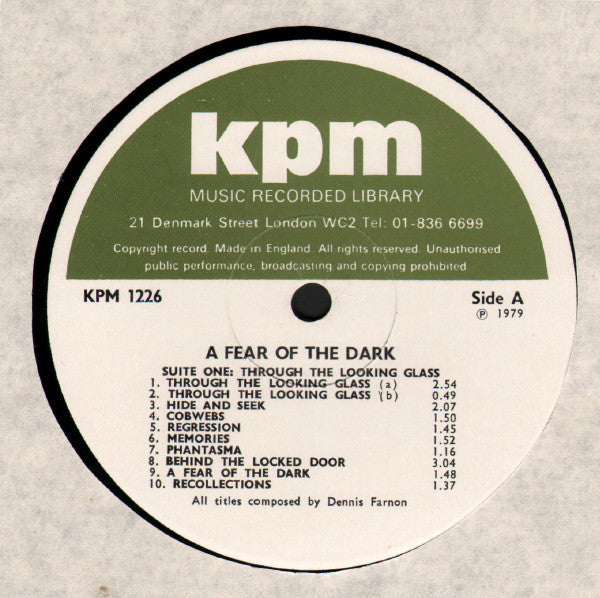 kpm
MUSIC RECORDED LIBRARY
21 Denmark Street London WC2 Tel: 01-836 6699
Copyright record. Made in England. All rights reserved. Unauthorised
public performance, broadcasting and copying prohibited
KPM 1226 Side A
℗ 1979
A FEAR OF THE DARK
SUITE ONE: THROUGH THE LOOKING GLASS
1. THROUGH THE LOOKING GLASS (a) 2.54
2. THROUGH THE LOOKING GLASS (b) 0.49
3. HIDE AND SEEK 2.07
4. COBWEBS 1.50
5. REGRESSION 1.45
6. MEMORIES 1.52
7. PHANTASMA 1.16
8. BEHIND THE LOCKED DOOR 3.04
9. A FEAR OF THE DARK 1.48
10. RECOLLECTIONS 1.37
All titles composed by Dennis Farnon